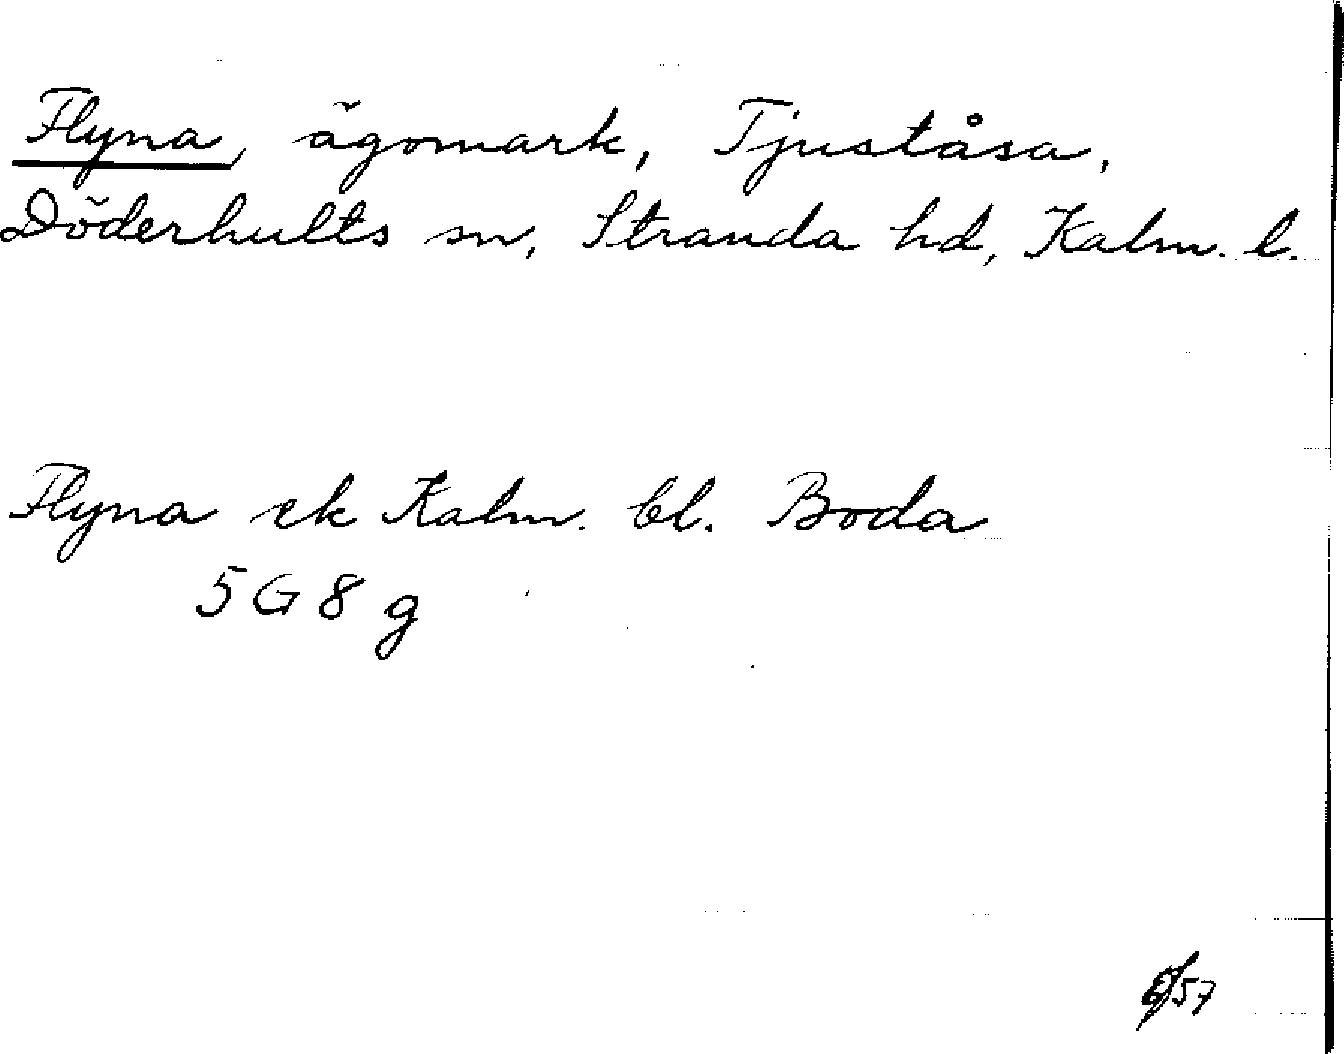 Flyna, ägomark, Tjuståsa,
Döderhults sn, Stranda hd, Kalm. l.
Flyna ek Kalm. bl. Boda
5 G 8 g